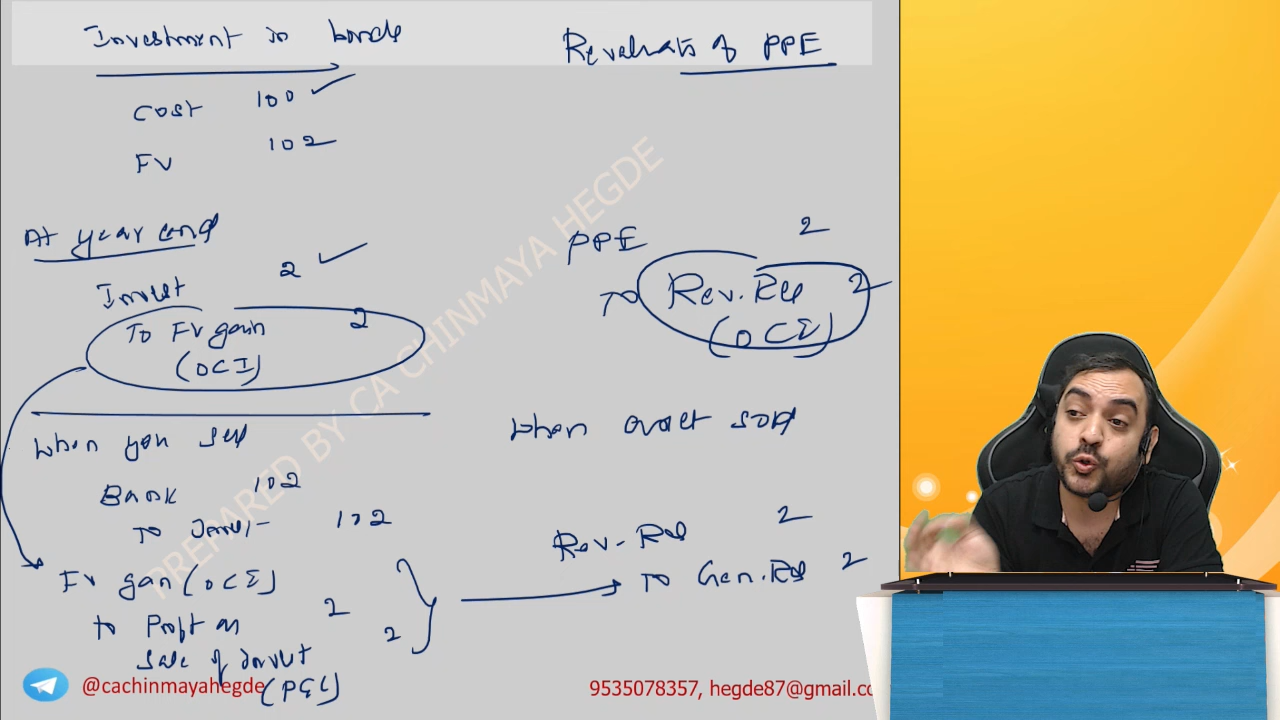 Investment in bonds
Cost 100
FV 102
At year end
Invest 2
To FV gain 2
(OCI)
When you sell
Bank 102
To Invest 102
FV gain (OCI) 2
to Profit on 2
Sale of Invest
(P&L)
Revaluation of PPE
PPE 2
To Rev. Res 2
(OCI)
When asset sold
Rev. Res 2
To Gen. Res 2
PREPARED BY CA CHINMAYA HEGDE
@cachinmayahegde
9535078357, hegde87@gmail.co